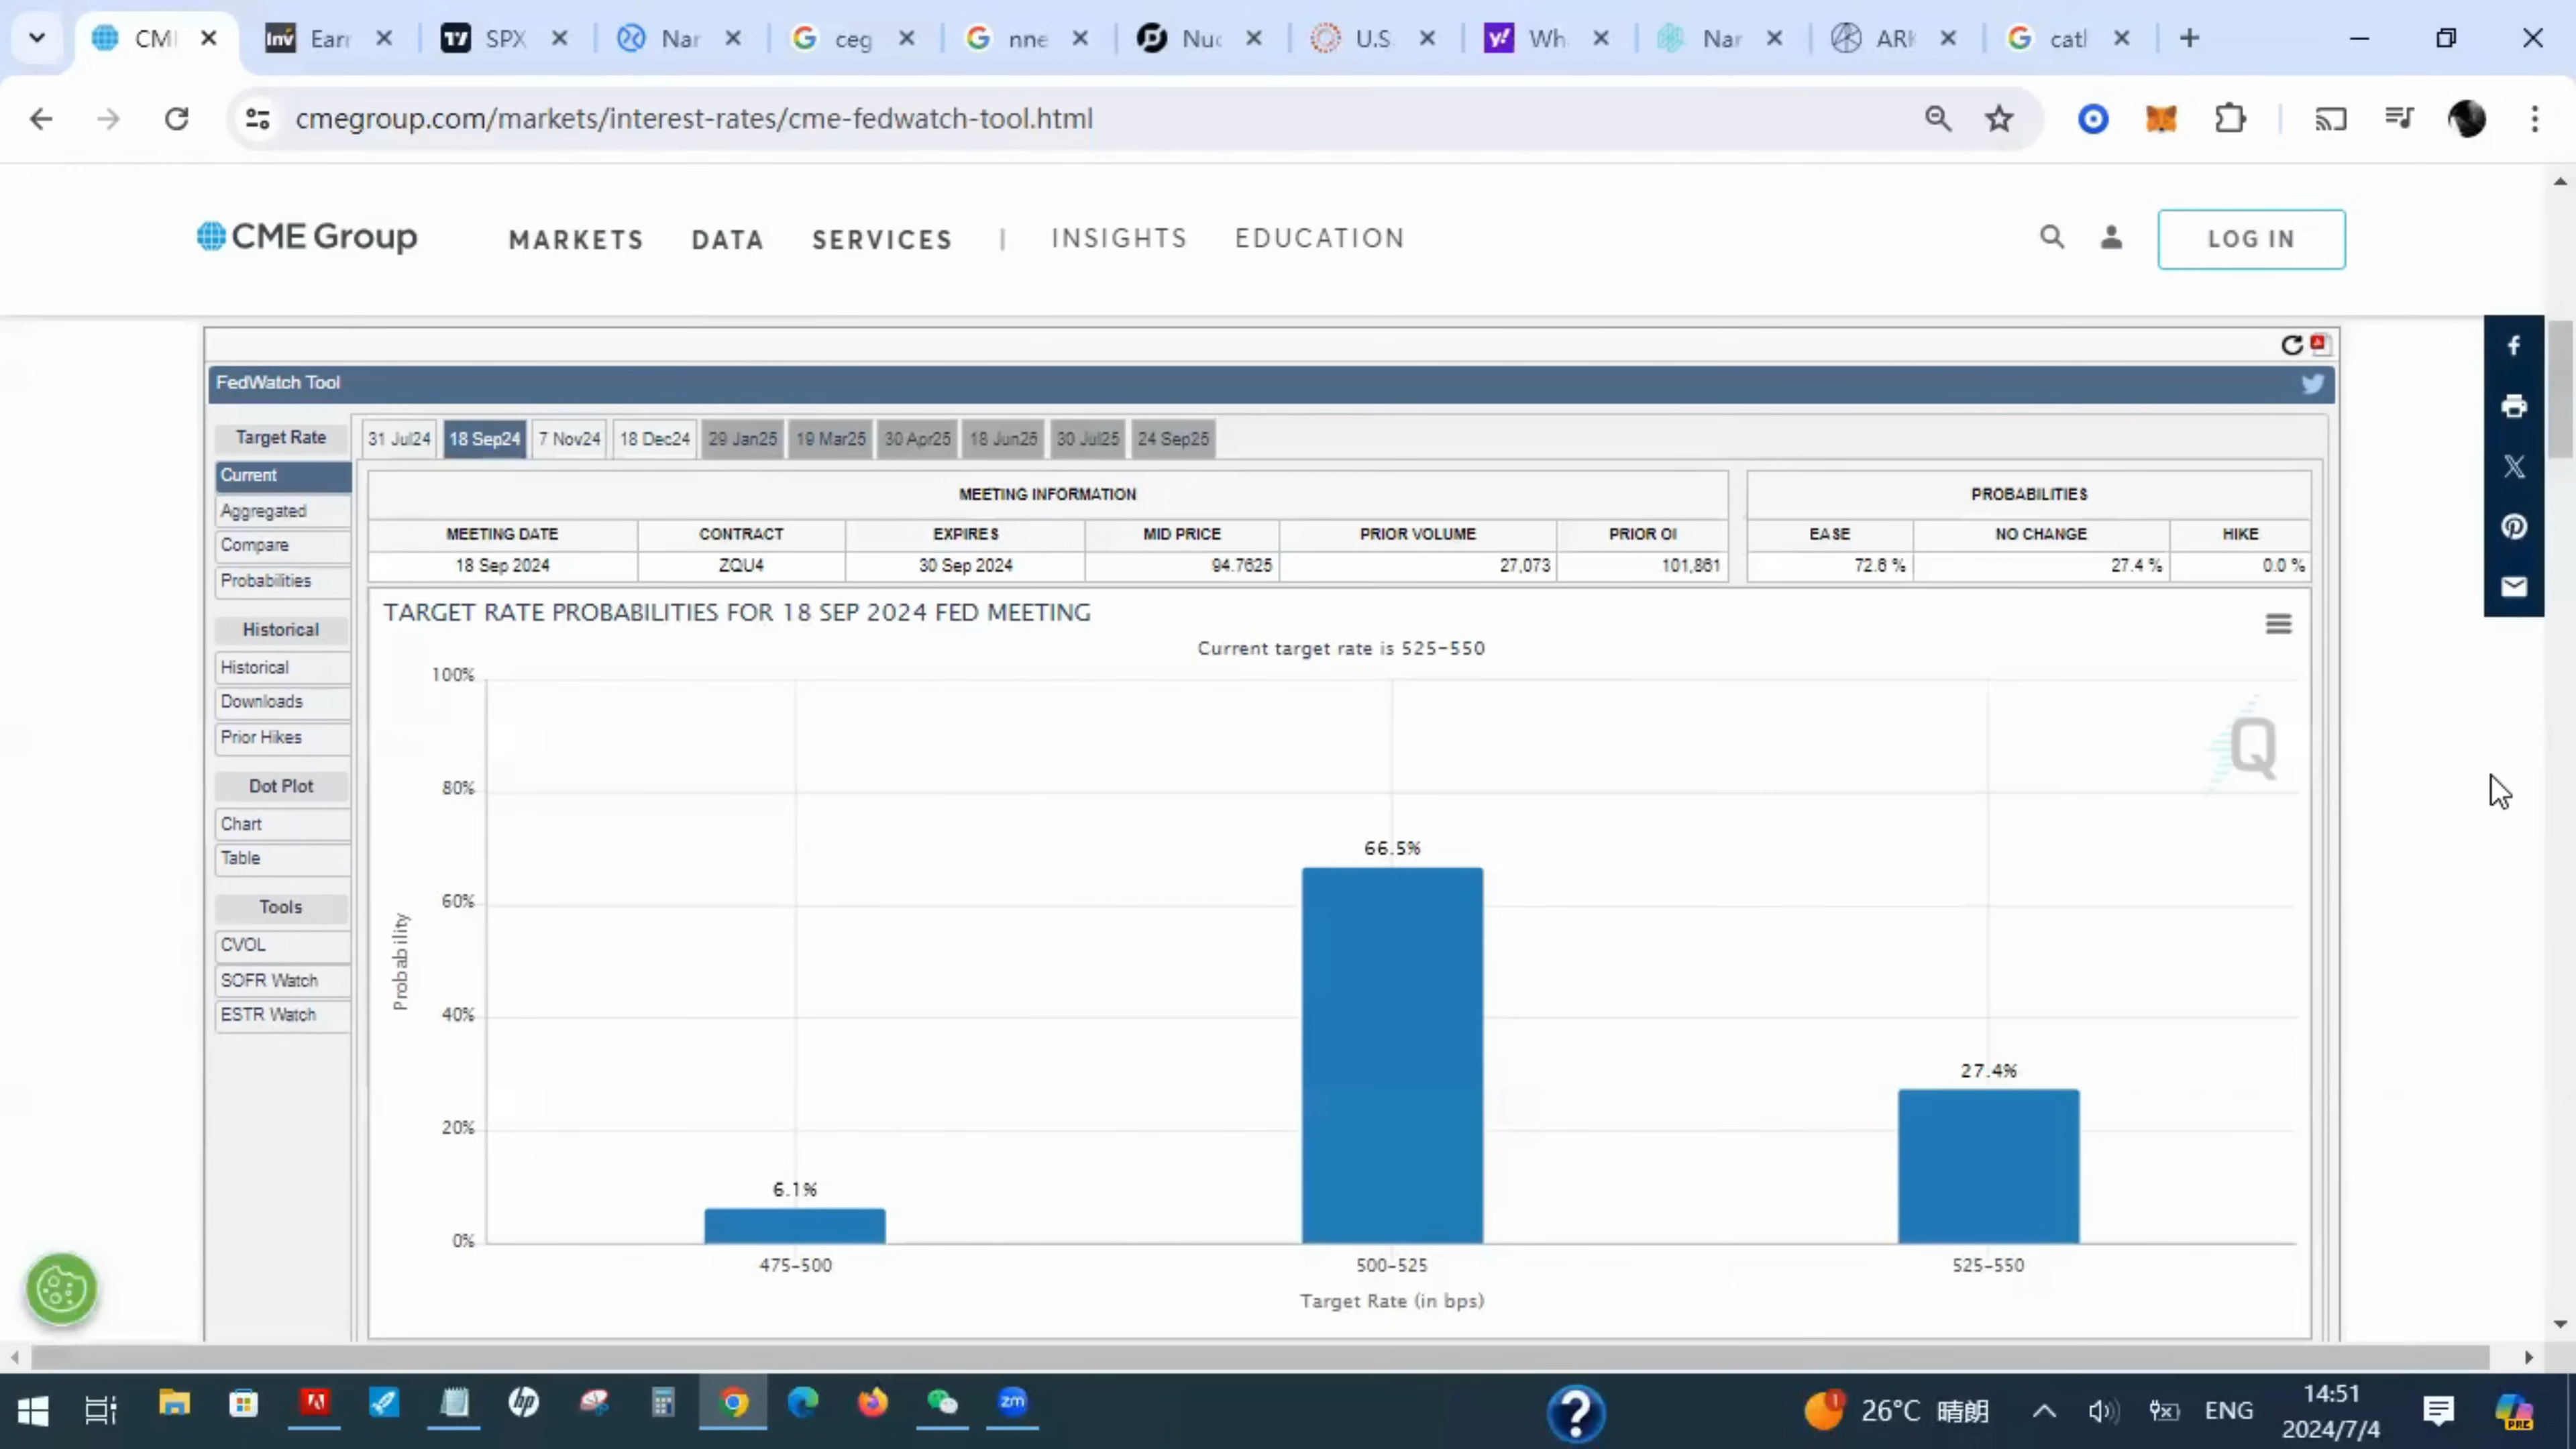 CM
Earr
SPX
Nar
ceg
nne
Nuc
U.S
Wh
Nar
ARK
catl
cmegroup.com/markets/interest-rates/cme-fedwatch-tool.html
CME Group
MARKETS DATA SERVICES | INSIGHTS EDUCATION
LOG IN
FedWatch Tool
Target Rate
Current
Aggregated
Compare
Probabilities
Historical
Historical
Downloads
Prior Hikes
Dot Plot
Chart
Table
Tools
CVOL
SOFR Watch
ESTR Watch
31 Jul24 18 Sep24 7 Nov24 18 Dec24 29 Jan25 19 Mar25 30 Apr25 18 Jun25 30 Jul25 24 Sep25
MEETING INFORMATION
MEETING DATE CONTRACT EXPIRES MID PRICE PRIOR VOLUME PRIOR OI
18 Sep 2024 ZQU4 30 Sep 2024 94.7625 27,073 101,861
PROBABILITIES
EASE NO CHANGE HIKE
72.6 % 27.4 % 0.0 %
TARGET RATE PROBABILITIES FOR 18 SEP 2024 FED MEETING
Current target rate is 525-550
Probability
100%
80%
60%
40%
20%
0%
6.1%
66.5%
27.4%
475-500
500-525
525-550
Target Rate (in bps)
Q
hp
zm
26°C 晴朗
ENG
14:51
2024/7/4
PRE